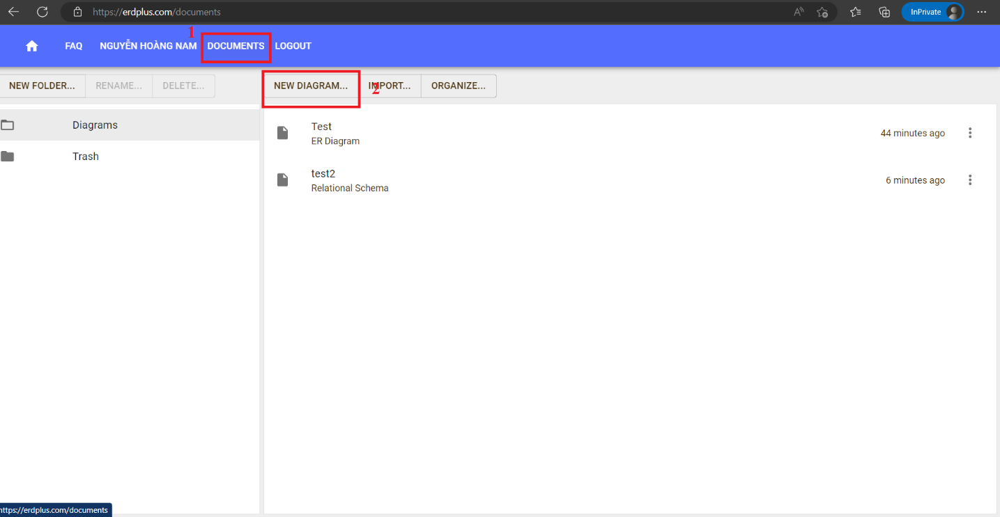 https://erdplus.com/documents
InPrivate
1
FAQ NGUYỄN HOÀNG NAM DOCUMENTS LOGOUT
NEW FOLDER... RENAME... DELETE... NEW DIAGRAM... IMPORT... ORGANIZE...
2
Diagrams
Trash
Test
ER Diagram
44 minutes ago
test2
Relational Schema
6 minutes ago
https://erdplus.com/documents